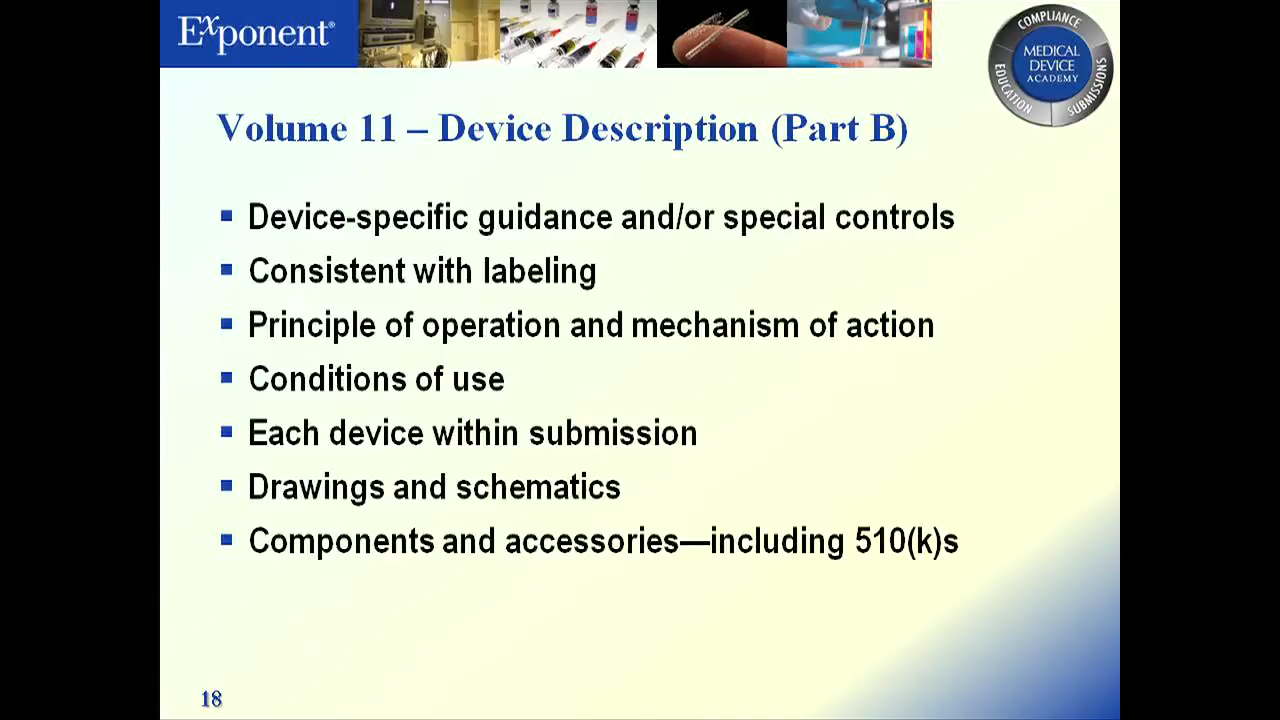 Exponent®
COMPLIANCE
MEDICAL
DEVICE
ACADEMY
EDUCATION
SUBMISSIONS
Volume 11 – Device Description (Part B)
Device-specific guidance and/or special controls
Consistent with labeling
Principle of operation and mechanism of action
Conditions of use
Each device within submission
Drawings and schematics
Components and accessories—including 510(k)s
18